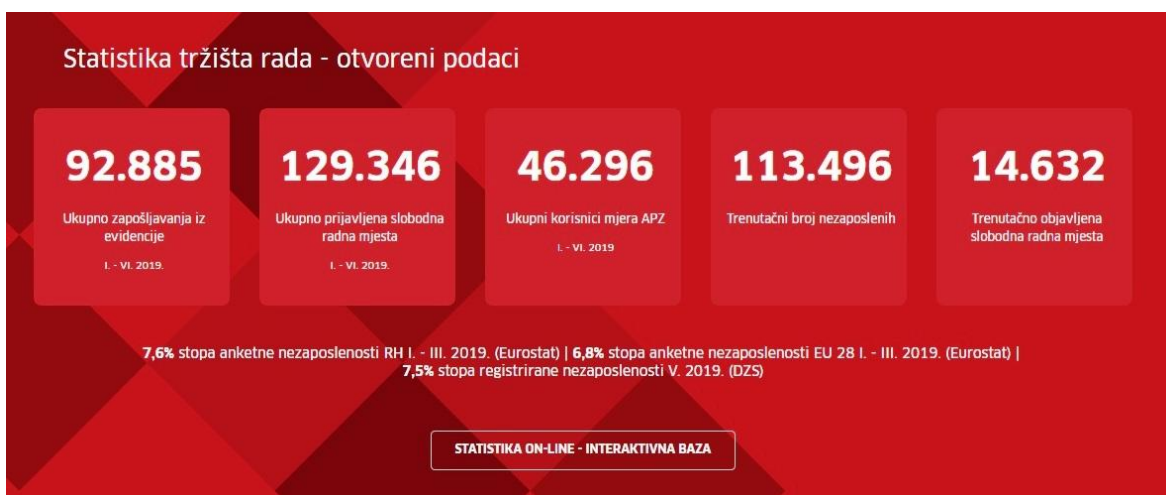 Statistika tržišta rada - otvoreni podaci
92.885
Ukupno zapošljavanja iz
evidencije
I. - VI. 2019.
129.346
Ukupno prijavljena slobodna
radna mjesta
I. - VI. 2019.
46.296
Ukupni korisnici mjera APZ
I. - VI. 2019
113.496
Trenutačni broj nezaposlenih
14.632
Trenutačno objavljena
slobodna radna mjesta
7,6% stopa anketne nezaposlenosti RH I. - III. 2019. (Eurostat) | 6,8% stopa anketne nezaposlenosti EU 28 I. - III. 2019. (Eurostat) |
7,5% stopa registrirane nezaposlenosti V. 2019. (DZS)
STATISTIKA ON-LINE - INTERAKTIVNA BAZA